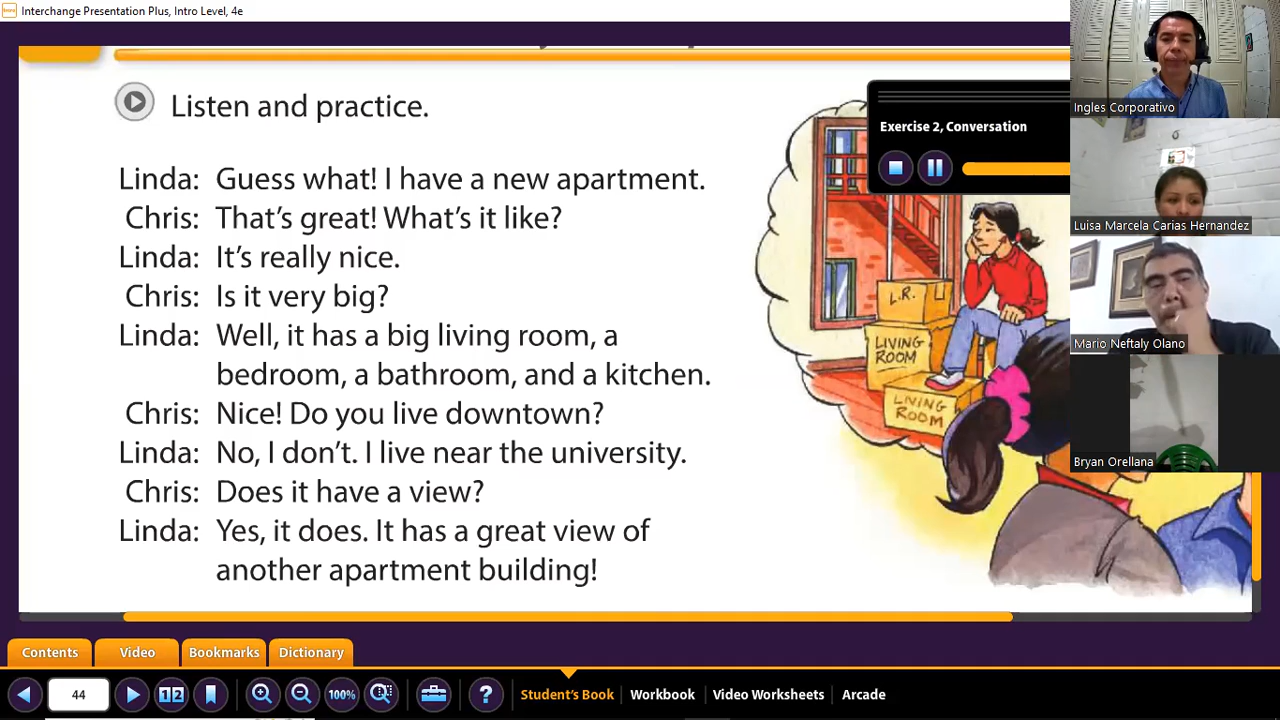 Interchange Presentation Plus, Intro Level, 4e
Listen and practice.
Exercise 2, Conversation
Linda: Guess what! I have a new apartment.
Chris: That's great! What's it like?
Linda: It's really nice.
Chris: Is it very big?
Linda: Well, it has a big living room, a
bedroom, a bathroom, and a kitchen.
Chris: Nice! Do you live downtown?
Linda: No, I don't. I live near the university.
Chris: Does it have a view?
Linda: Yes, it does. It has a great view of
another apartment building!
L.R.
LIVING
ROOM
LIVING
ROOM
Ingles Corporativo
Luisa Marcela Carias Hernandez
Mario Neftaly Olano
Bryan Orellana
Contents Video Bookmarks Dictionary
44 1 2 100% ? Student's Book Workbook Video Worksheets Arcade